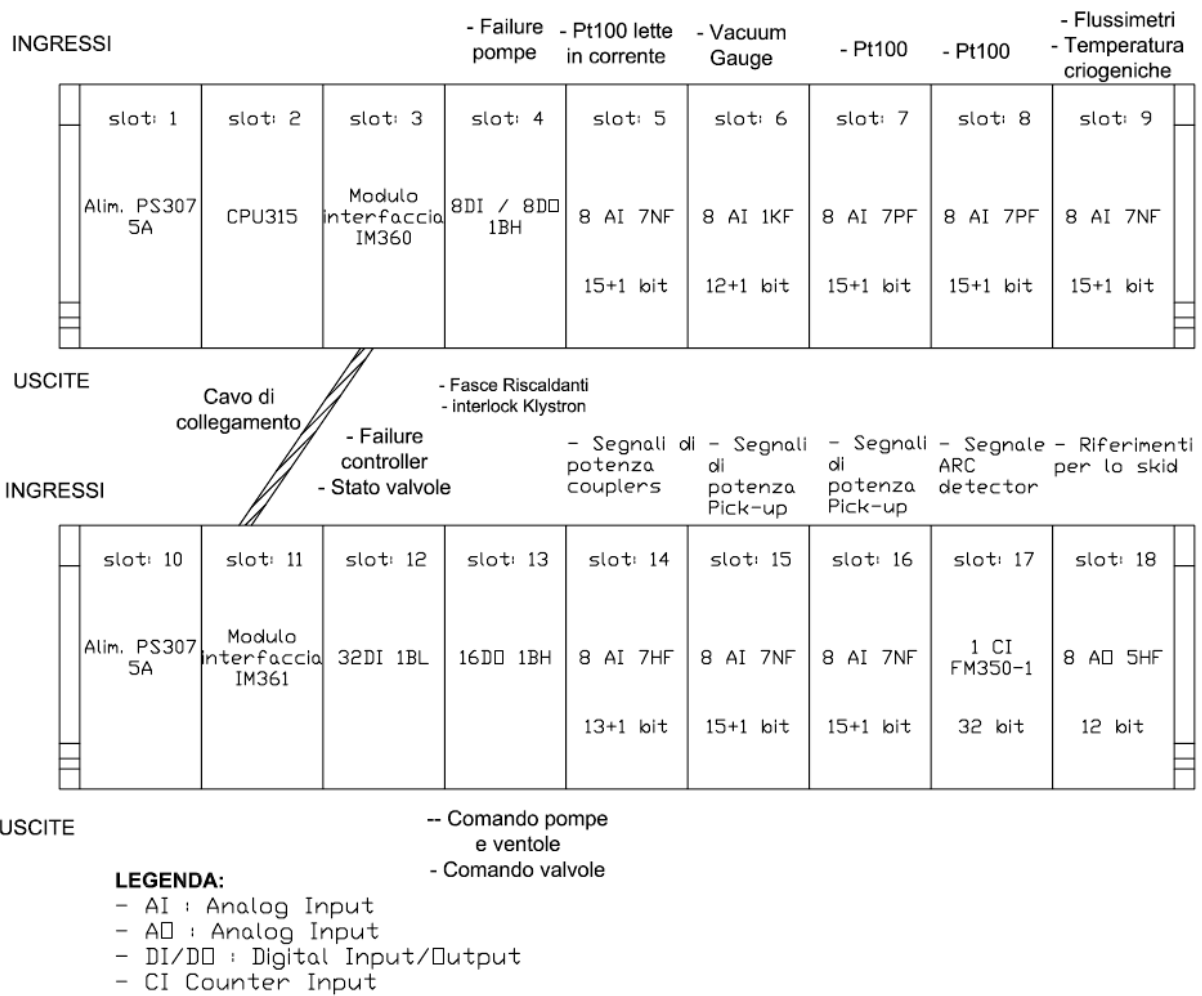 INGRESSI
- Failure
pompe
- Pt100 lette
in corrente
- Vacuum
Gauge
- Pt100
- Pt100
- Flussimetri
- Temperatura
criogeniche
slot: 1
Alim. PS307
5A
slot: 2
CPU315
slot: 3
Modulo
interfaccia
IM360
slot: 4
8DI / 8DO
1BH
slot: 5
8 AI 7NF
15+1 bit
slot: 6
8 AI 1KF
12+1 bit
slot: 7
8 AI 7PF
15+1 bit
slot: 8
8 AI 7PF
15+1 bit
slot: 9
8 AI 7NF
15+1 bit
USCITE
Cavo di
collegamento
- Fasce Riscaldanti
- interlock Klystron
INGRESSI
- Failure
controller
- Stato valvole
- Segnali di
potenza
couplers
- Segnali
di
potenza
Pick-up
- Segnali
di
potenza
Pick-up
- Segnale
ARC
detector
- Riferimenti
per lo skid
slot: 10
Alim. PS307
5A
slot: 11
Modulo
interfaccia
IM361
slot: 12
32DI 1BL
slot: 13
16DO 1BH
slot: 14
8 AI 7HF
13+1 bit
slot: 15
8 AI 7NF
15+1 bit
slot: 16
8 AI 7NF
15+1 bit
slot: 17
1 CI
FM350-1
32 bit
slot: 18
8 AO 5HF
12 bit
USCITE
-- Comando pompe
e ventole
- Comando valvole
LEGENDA:
- AI : Analog Input
- AO : Analog Input
- DI/DO : Digital Input/Output
- CI Counter Input